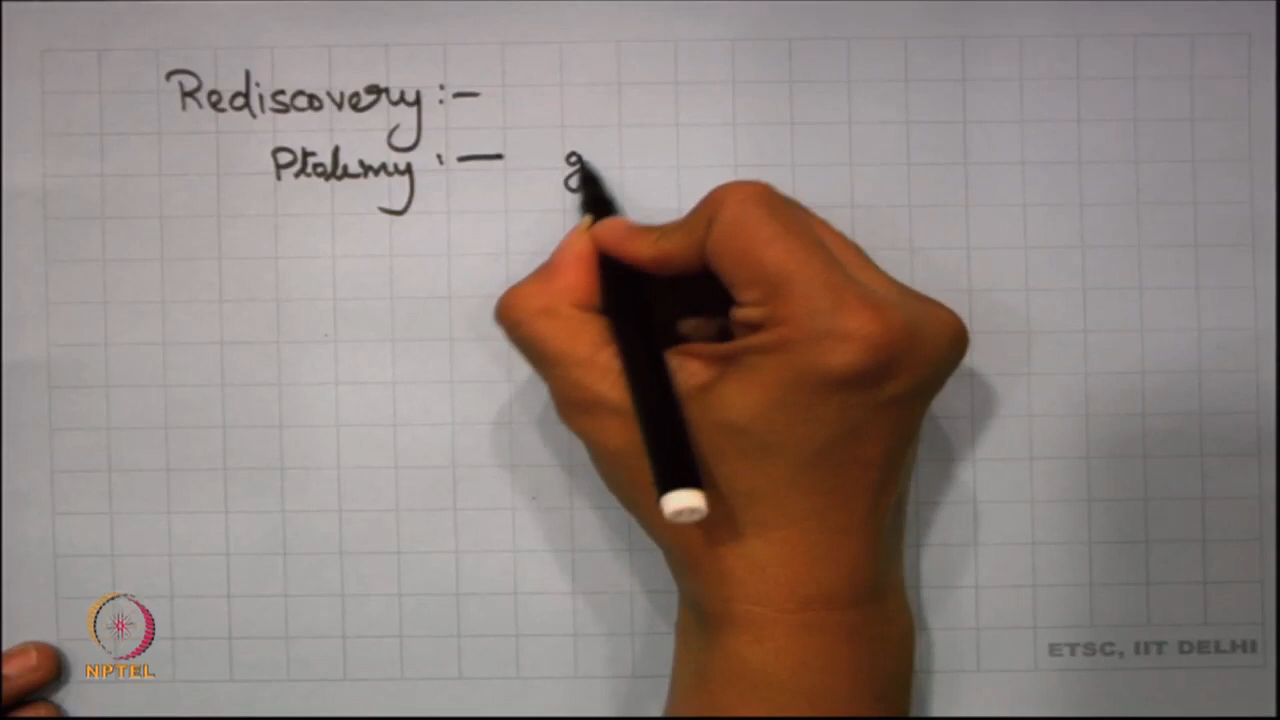 Rediscovery :-
Ptolemy :- g
NPTEL
ETSC, IIT DELHI